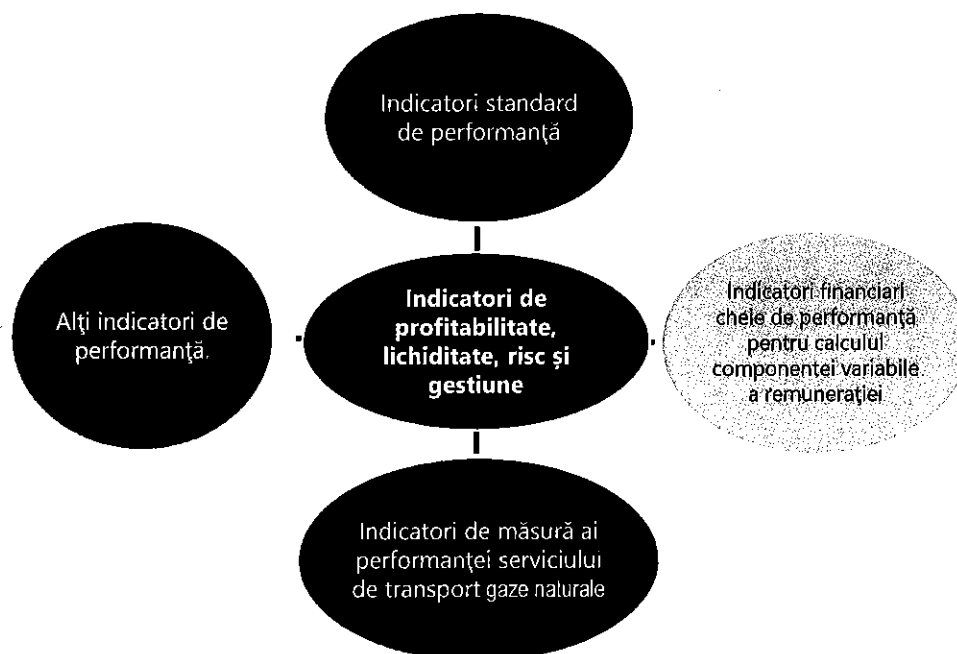 Indicatori standard
de performanţă
Alţi indicatori de
performanţă.
Indicatori de
profitabilitate,
lichiditate, risc și
gestiune
Indicatori financiari
cheie de performanţă
pentru calculul
componentei variabile
a remuneraţiei
Indicatori de măsură ai
performanţei serviciului
de transport gaze naturale